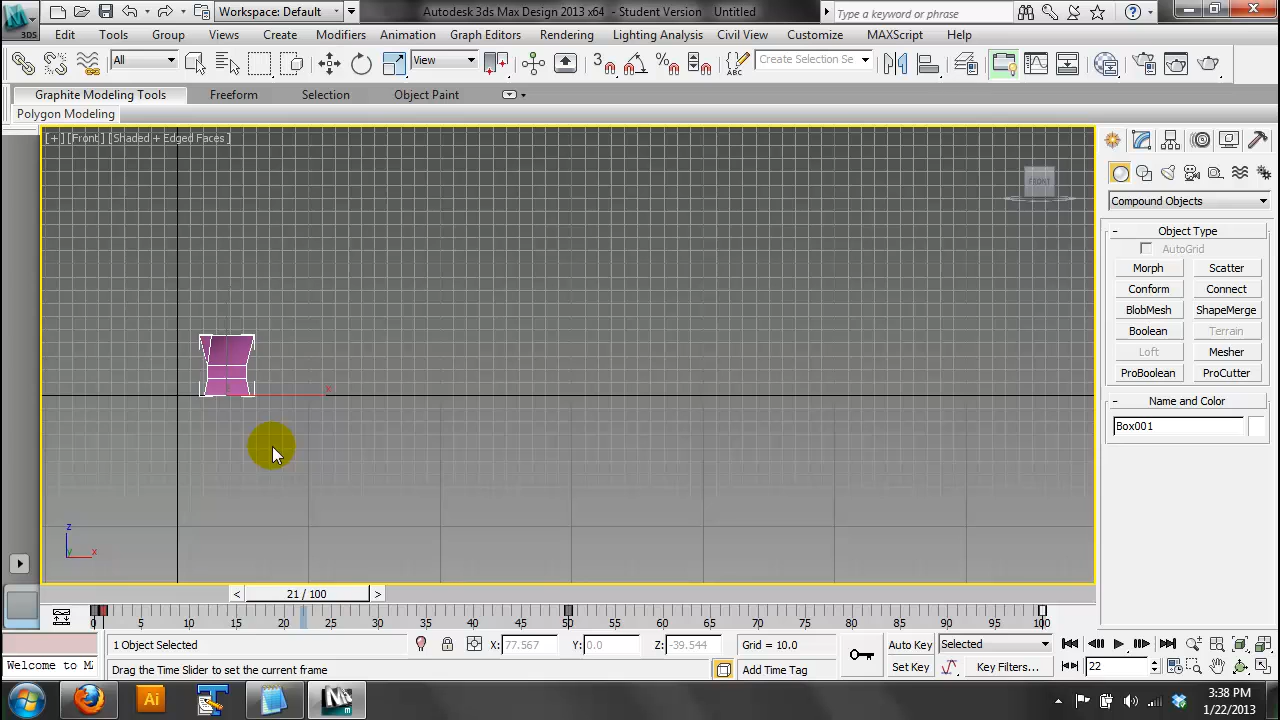 3DS
Workspace: Default
Autodesk 3ds Max Design 2013 x64 - Student Version Untitled
Type a keyword or phrase
Edit Tools Group Views Create Modifiers Animation Graph Editors Rendering Lighting Analysis Civil View Customize MAXScript Help
All View 3 Create Selection Se
Graphite Modeling Tools Freeform Selection Object Paint
Polygon Modeling
[+] [Front] [Shaded + Edged Faces ]
FRONT
Compound Objects
Object Type
AutoGrid
Morph Scatter
Conform Connect
BlobMesh ShapeMerge
Boolean Terrain
Loft Mesher
ProBoolean ProCutter
Name and Color
Box001
x
z
y x
< 21 / 100 >
5 10 15 20 25 30 35 40 45 50 55 60 65 70 75 80 85 90 95 100
1 Object Selected X: 77.567 Y: 0.0 Z: -39.544 Grid = 10.0 Auto Key Selected
Welcome to M Drag the Time Slider to set the current frame Add Time Tag Set Key Key Filters... 22
Ai
3:38 PM
1/22/2013